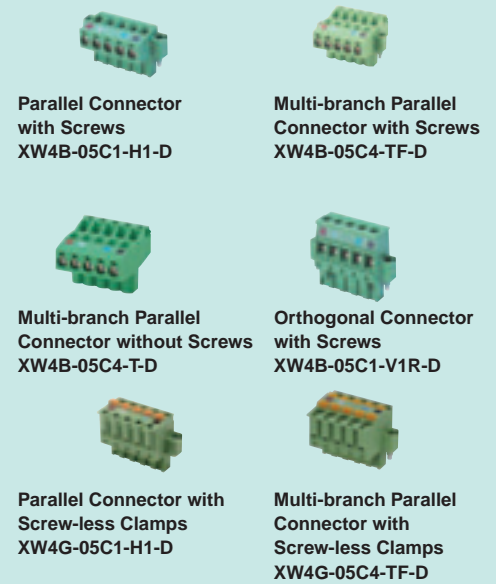 Parallel Connector
with Screws
XW4B-05C1-H1-D
Multi-branch Parallel
Connector with Screws
XW4B-05C4-TF-D
Multi-branch Parallel
Connector without Screws
XW4B-05C4-T-D
Orthogonal Connector
with Screws
XW4B-05C1-V1R-D
Parallel Connector with
Screw-less Clamps
XW4G-05C1-H1-D
Multi-branch Parallel
Connector with
Screw-less Clamps
XW4G-05C4-TF-D